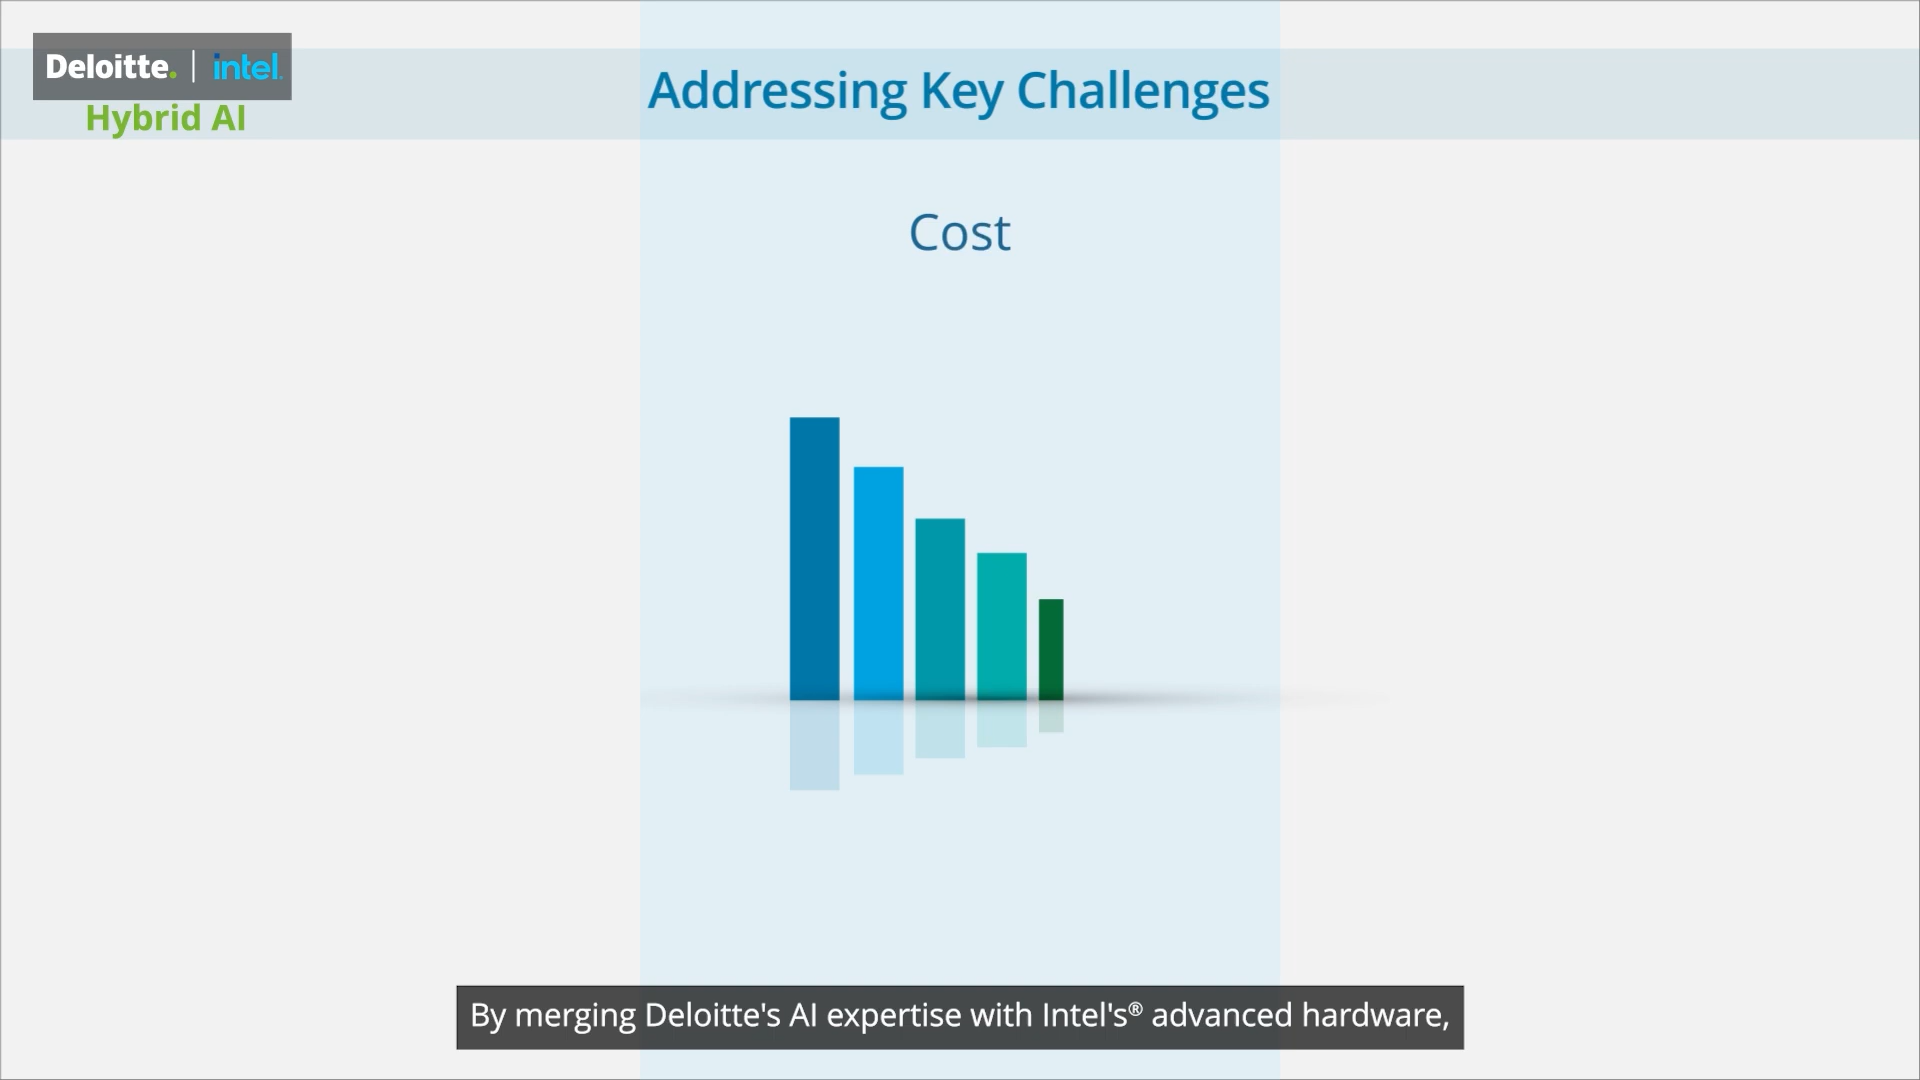 Deloitte. | intel.
Hybrid AI
Addressing Key Challenges
Cost
By merging Deloitte's AI expertise with Intel's® advanced hardware,